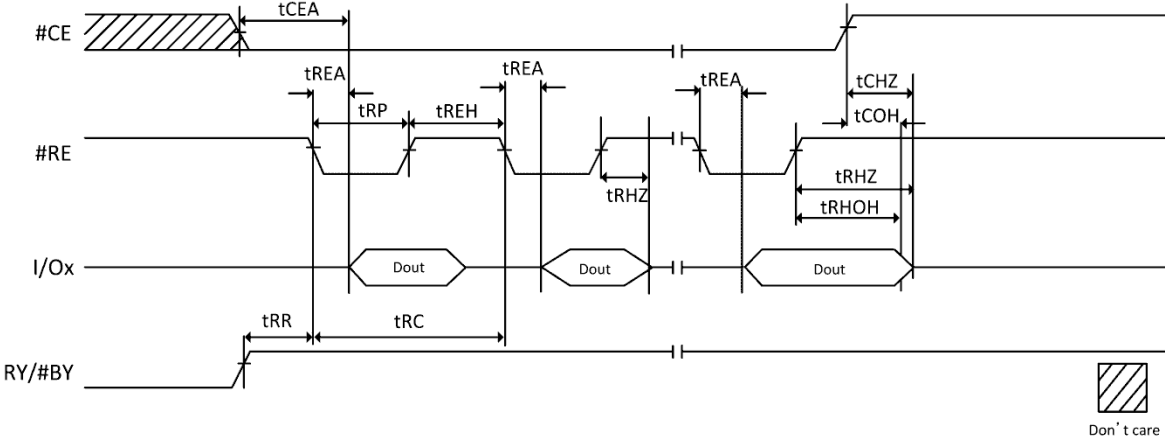 tCEA
#CE
tREA
tREA
tREA
tCHZ
tRP
tREH
tCOH
#RE
tRHZ
tRHZ
tRHOH
I/Ox
Dout
Dout
Dout
tRR
tRC
RY/#BY
Don't care